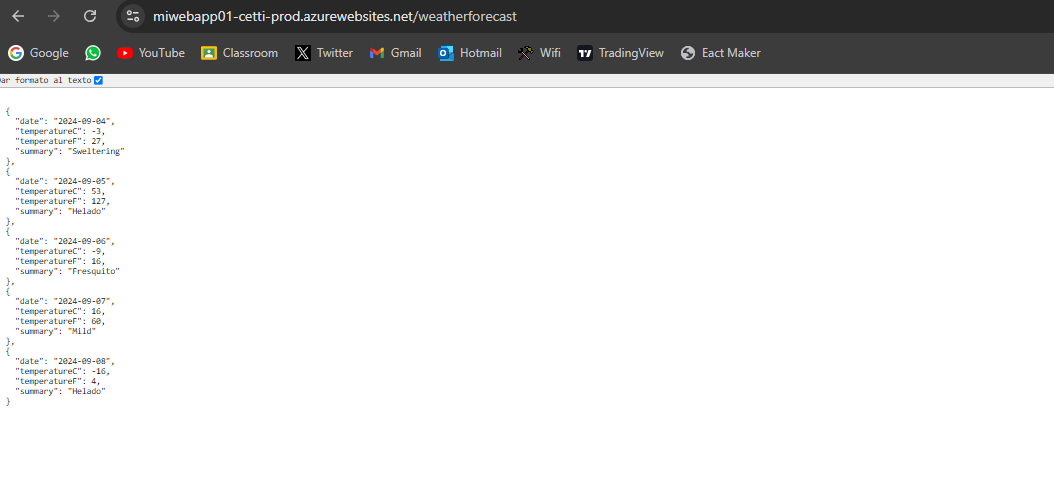 miwebapp01-cetti-prod.azurewebsites.net/weatherforecast
Google YouTube Classroom Twitter Gmail Hotmail Wifi TradingView Eact Maker
ar formato al texto
{
"date": "2024-09-04",
"temperatureC": -3,
"temperatureF": 27,
"summary": "Sweltering"
},
{
"date": "2024-09-05",
"temperatureC": 53,
"temperatureF": 127,
"summary": "Helado"
},
{
"date": "2024-09-06",
"temperatureC": -9,
"temperatureF": 16,
"summary": "Fresquito"
},
{
"date": "2024-09-07",
"temperatureC": 16,
"temperatureF": 60,
"summary": "Mild"
},
{
"date": "2024-09-08",
"temperatureC": -16,
"temperatureF": 4,
"summary": "Helado"
}